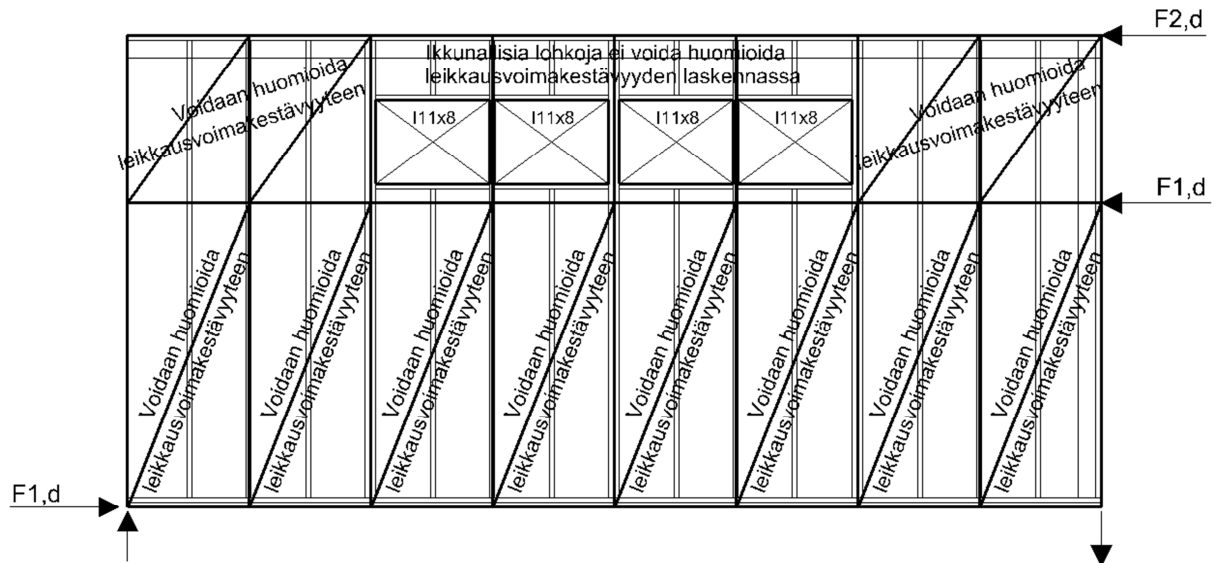 F2,d
Ikkunallisia lohkoja ei voida huomioida
leikkausvoimakestävyyden laskennassa
Voidaan huomioida
leikkausvoimakestävyyteen
Voidaan huomioida
leikkausvoimakestävyyteen
I11x8
I11x8
I11x8
I11x8
F1,d
Voidaan huomioida
leikkausvoimakestävyyteen
Voidaan huomioida
leikkausvoimakestävyyteen
Voidaan huomioida
leikkausvoimakestävyyteen
Voidaan huomioida
leikkausvoimakestävyyteen
Voidaan huomioida
leikkausvoimakestävyyteen
Voidaan huomioida
leikkausvoimakestävyyteen
Voidaan huomioida
leikkausvoimakestävyyteen
Voidaan huomioida
leikkausvoimakestävyyteen
F1,d